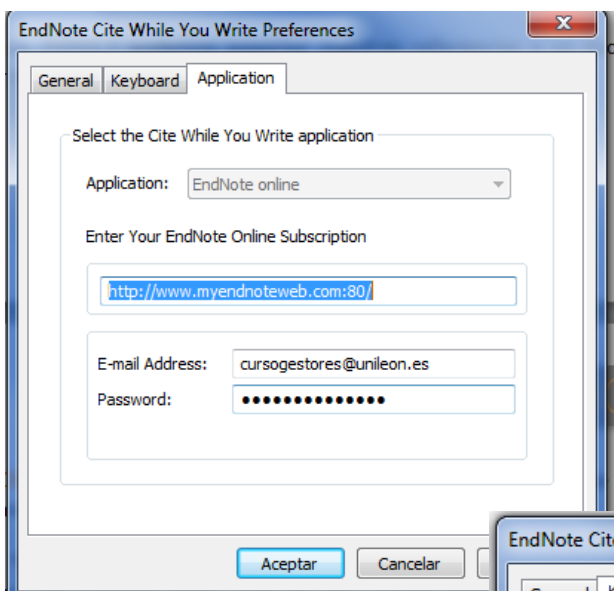 EndNote Cite While You Write Preferences
General Keyboard Application
Select the Cite While You Write application
Application: EndNote online
Enter Your EndNote Online Subscription
http://www.myendnoteweb.com:80/
E-mail Address: cursogestores@unileon.es
Password: ••••••••••••••
Aceptar Cancelar
EndNote Cit